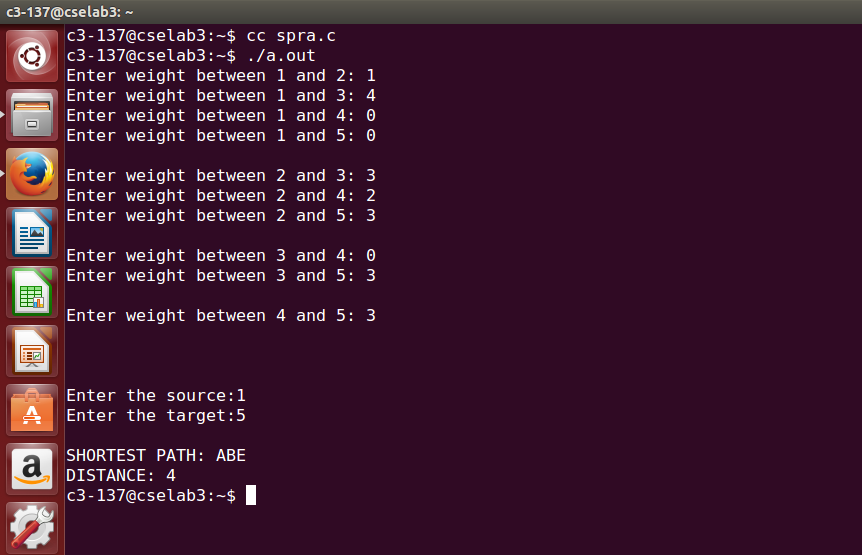 c3-137@cselab3: ~
c3-137@cselab3:~$ cc spra.c
c3-137@cselab3:~$ ./a.out
Enter weight between 1 and 2: 1
Enter weight between 1 and 3: 4
Enter weight between 1 and 4: 0
Enter weight between 1 and 5: 0
Enter weight between 2 and 3: 3
Enter weight between 2 and 4: 2
Enter weight between 2 and 5: 3
Enter weight between 3 and 4: 0
Enter weight between 3 and 5: 3
Enter weight between 4 and 5: 3
Enter the source:1
Enter the target:5
SHORTEST PATH: ABE
DISTANCE: 4
c3-137@cselab3:~$